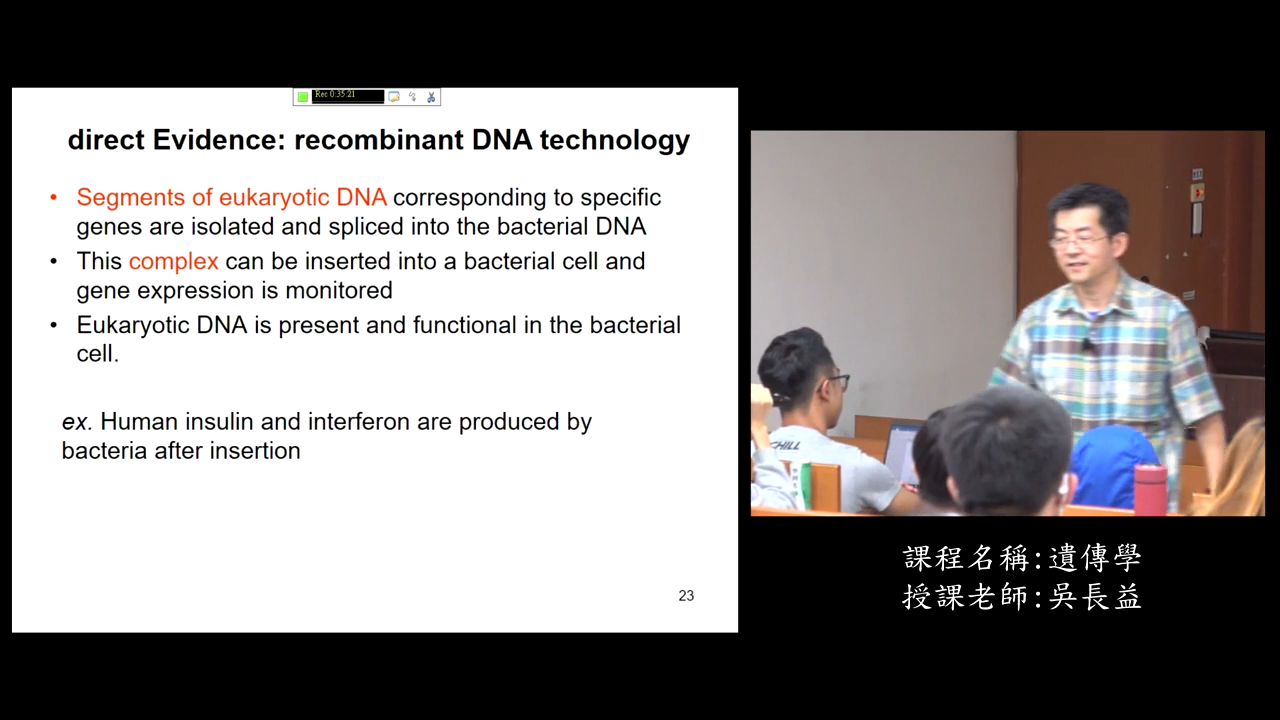 Rec 0:35:21
direct Evidence: recombinant DNA technology
• Segments of eukaryotic DNA corresponding to specific
genes are isolated and spliced into the bacterial DNA
• This complex can be inserted into a bacterial cell and
gene expression is monitored
• Eukaryotic DNA is present and functional in the bacterial
cell.
ex. Human insulin and interferon are produced by
bacteria after insertion
23
CHILL
課程名稱:遺傳學
授課老師:吳長益